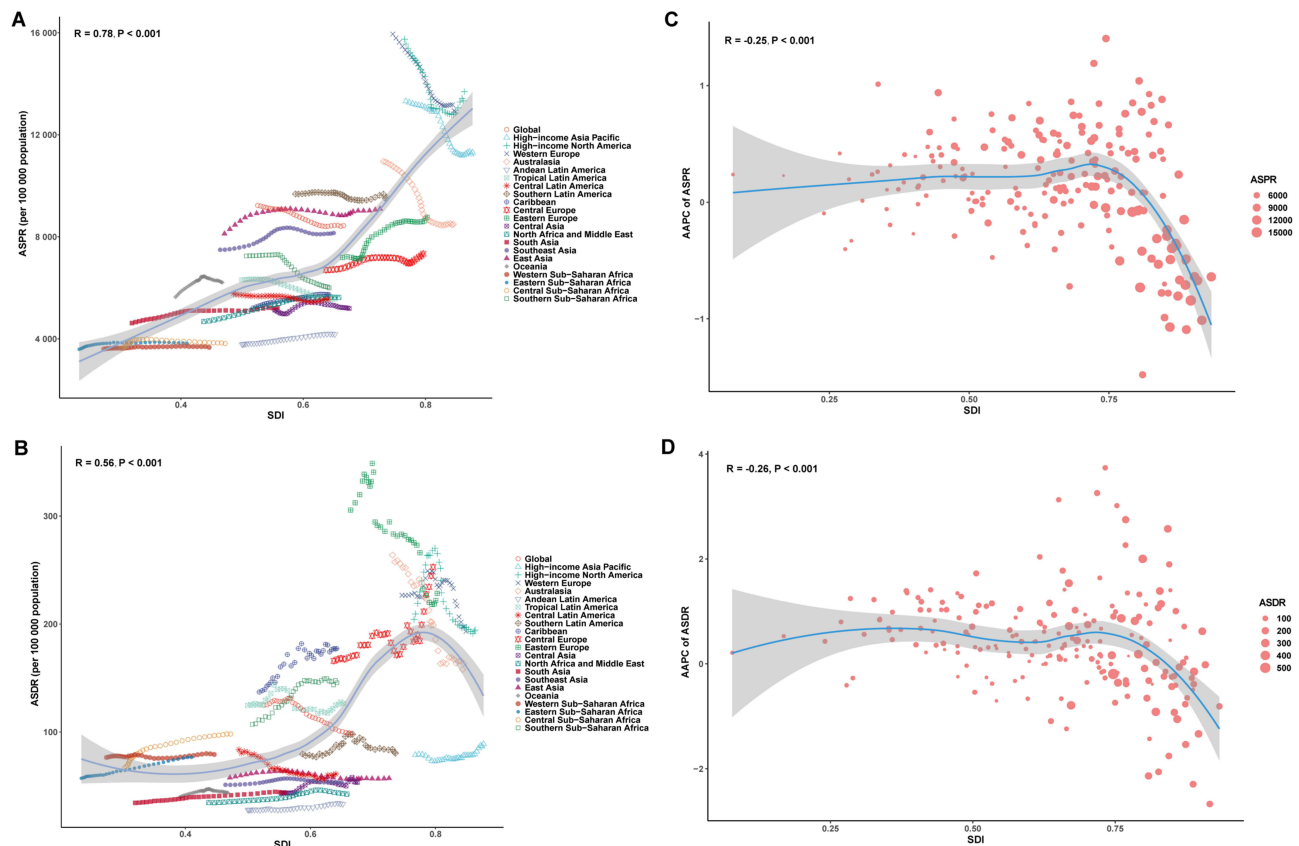 A
R = 0.78, P < 0.001
16 000
12 000
8 000
4 000
ASPR (per 100 000 population)
0.4
0.6
0.8
SDI
Global
High-income Asia Pacific
High-income North America
Western Europe
Australasia
Andean Latin America
Tropical Latin America
Central Latin America
Southern Latin America
Caribbean
Central Europe
Eastern Europe
Central Asia
North Africa and Middle East
South Asia
Southeast Asia
East Asia
Oceania
Western Sub-Saharan Africa
Eastern Sub-Saharan Africa
Central Sub-Saharan Africa
Southern Sub-Saharan Africa
C
R = -0.25, P < 0.001
1
0
−1
AAPC of ASPR
0.25
0.50
0.75
SDI
ASPR
6000
9000
12000
15000
B
R = 0.56, P < 0.001
300
200
100
ASDR (per 100 000 population)
0.4
0.6
0.8
SDI
Global
High-income Asia Pacific
High-income North America
Western Europe
Australasia
Andean Latin America
Tropical Latin America
Central Latin America
Southern Latin America
Caribbean
Central Europe
Eastern Europe
Central Asia
North Africa and Middle East
South Asia
Southeast Asia
East Asia
Oceania
Western Sub-Saharan Africa
Eastern Sub-Saharan Africa
Central Sub-Saharan Africa
Southern Sub-Saharan Africa
D
R = -0.26, P < 0.001
4
2
0
−2
AAPC of ASDR
0.25
0.50
0.75
SDI
ASDR
100
200
300
400
500